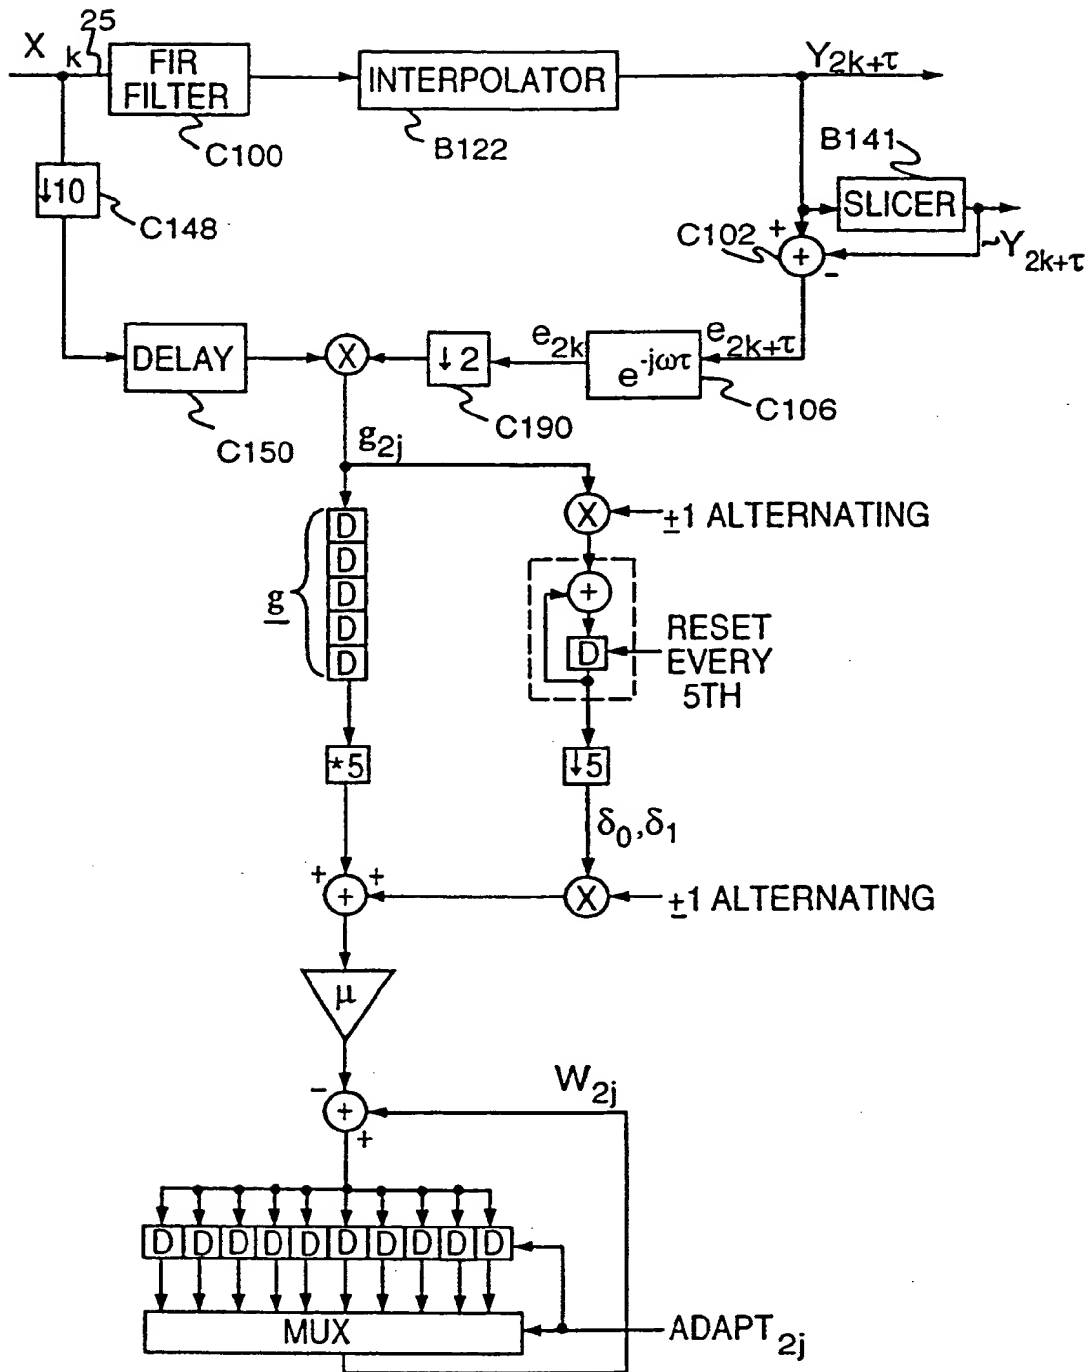 X
k
25
FIR FILTER
C100
INTERPOLATOR
B122
Y2k+τ
↓10
C148
B141
SLICER
C102
+
+
-
~Y2k+τ
DELAY
C150
X
↓2
C190
e2k
e-jωτ
C106
e2k+τ
g2j
X
±1 ALTERNATING
g
D
D
D
D
D
+
D
RESET
EVERY
5TH
*5
↓5
δ0,δ1
+ +
+
X
±1 ALTERNATING
μ
-
+
+
W2j
D D D D D D D D D D
MUX
ADAPT2j